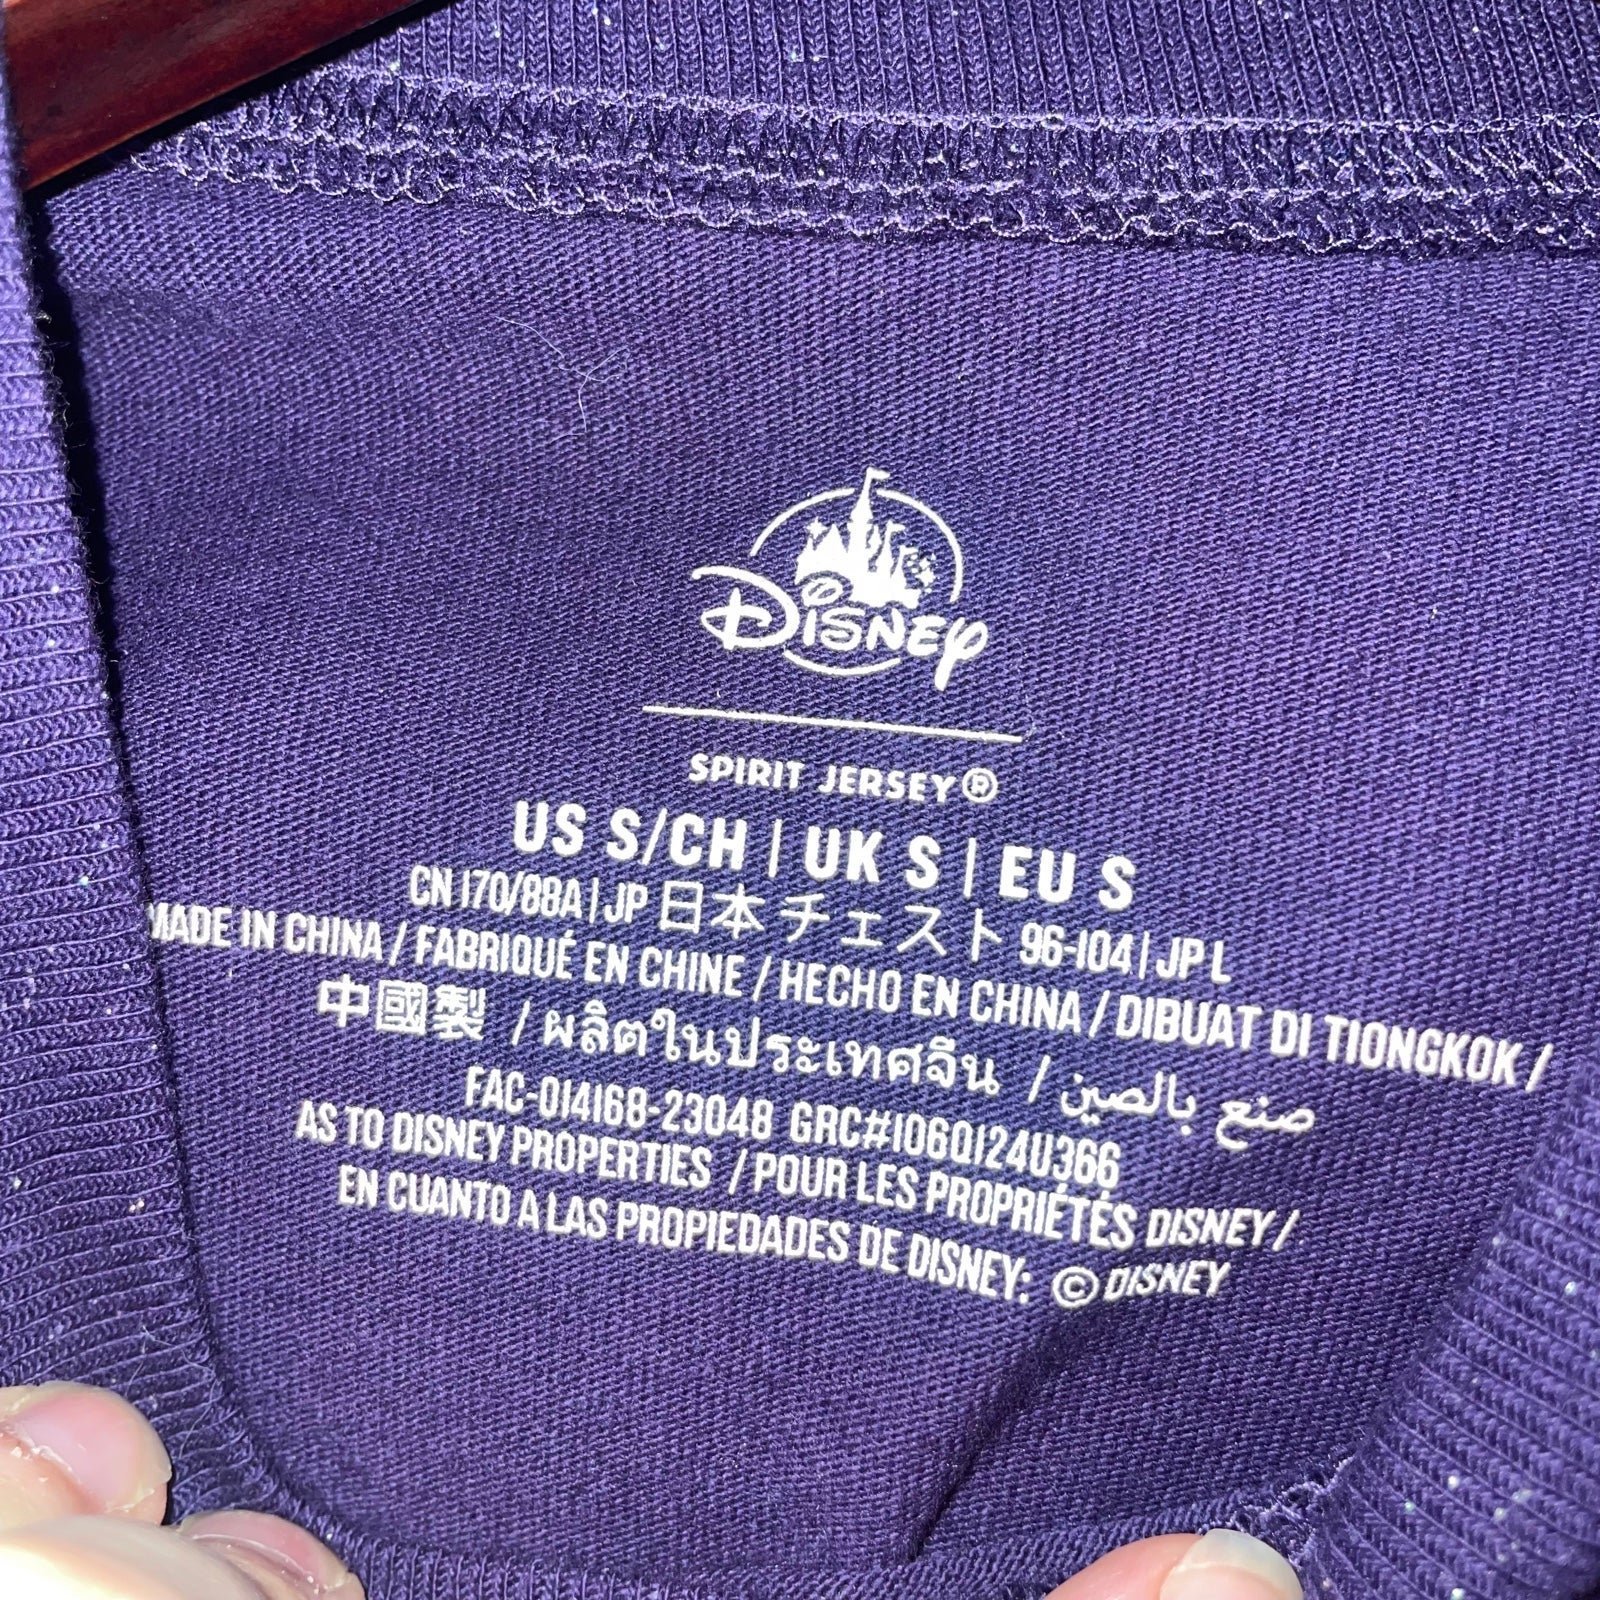 Disney
SPIRIT JERSEY®
US S/CH | UK S | EU S
CN 170/88A | JP 日本 チェスト 96-104 | JP L
MADE IN CHINA / FABRIQUÉ EN CHINE / HECHO EN CHINA / DIBUAT DI TIONGKOK /
中國製 / ผลิตในประเทศจีน / صنع بالصين
FAC-014168-23048 GRC#106Q124U366
AS TO DISNEY PROPERTIES / POUR LES PROPRIÉTÉS DISNEY /
EN CUANTO A LAS PROPIEDADES DE DISNEY: © DISNEY